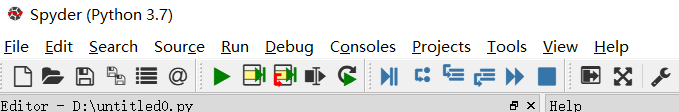 Spyder (Python 3.7)
File Edit Search Source Run Debug Consoles Projects Tools View Help
@
Editor - D:\untitled0.py Help